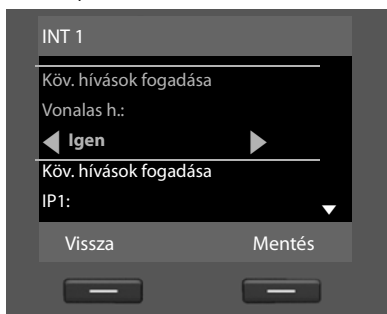 INT 1
Köv. hívások fogadása
Vonalas h.:
Igen
Köv. hívások fogadása
IP1:
Vissza Mentés